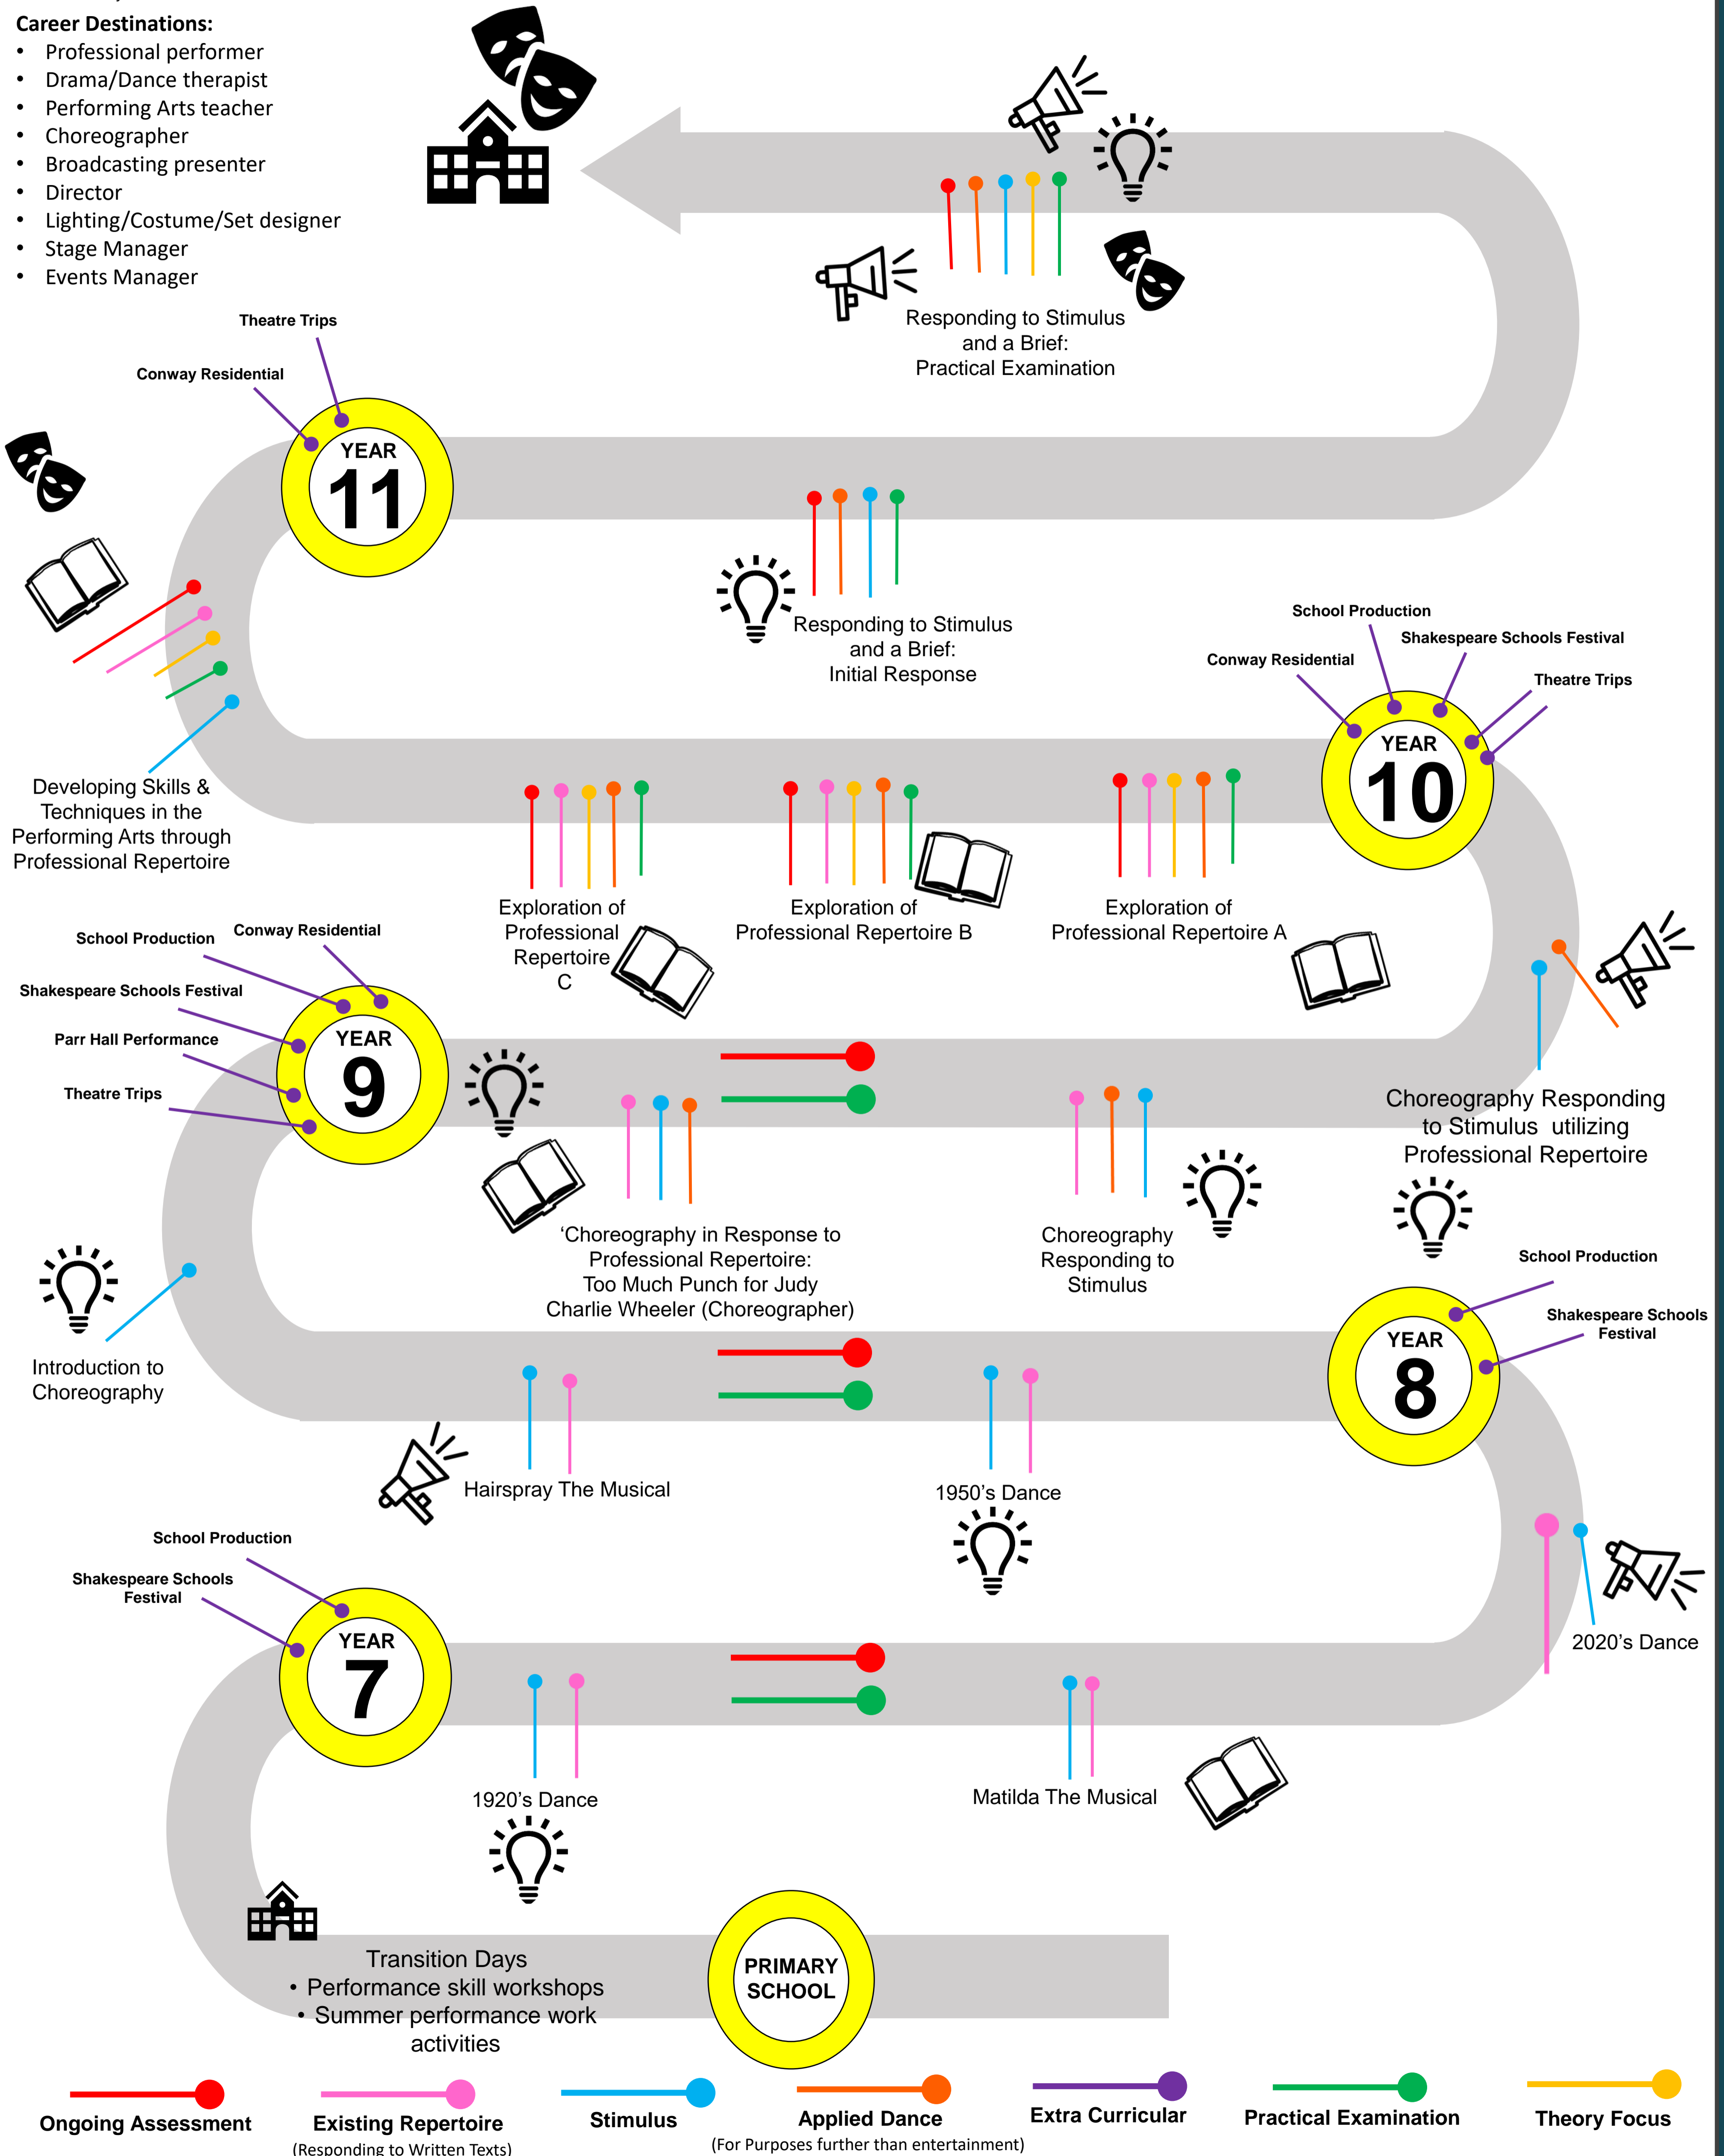 Career Destinations:
• Professional performer
• Drama/Dance therapist
• Performing Arts teacher
• Choreographer
• Broadcasting presenter
• Director
• Lighting/Costume/Set designer
• Stage Manager
• Events Manager
Responding to Stimulus
and a Brief:
Practical Examination
Theatre Trips
Conway Residential
YEAR
11
Responding to Stimulus
and a Brief:
Initial Response
School Production
Shakespeare Schools Festival
Conway Residential
Theatre Trips
YEAR
10
Developing Skills &
Techniques in the
Performing Arts through
Professional Repertoire
Exploration of
Professional
Repertoire
C
Exploration of
Professional Repertoire B
Exploration of
Professional Repertoire A
School Production
Conway Residential
Shakespeare Schools Festival
Parr Hall Performance
Theatre Trips
YEAR
9
Choreography Responding
to Stimulus  utilizing
Professional Repertoire
‘Choreography in Response to
Professional Repertoire:
Too Much Punch for Judy
Charlie Wheeler (Choreographer)
Choreography
Responding to
Stimulus
School Production
Shakespeare Schools
Festival
YEAR
8
Introduction to
Choreography
Hairspray The Musical
1950’s Dance
School Production
Shakespeare Schools
Festival
YEAR
7
2020’s Dance
1920’s Dance
Matilda The Musical
Transition Days
• Performance skill workshops
• Summer performance work
activities
PRIMARY
SCHOOL
Ongoing Assessment
Existing Repertoire
(Responding to Written Texts)
Stimulus
Applied Dance
(For Purposes further than entertainment)
Extra Curricular
Practical Examination
Theory Focus